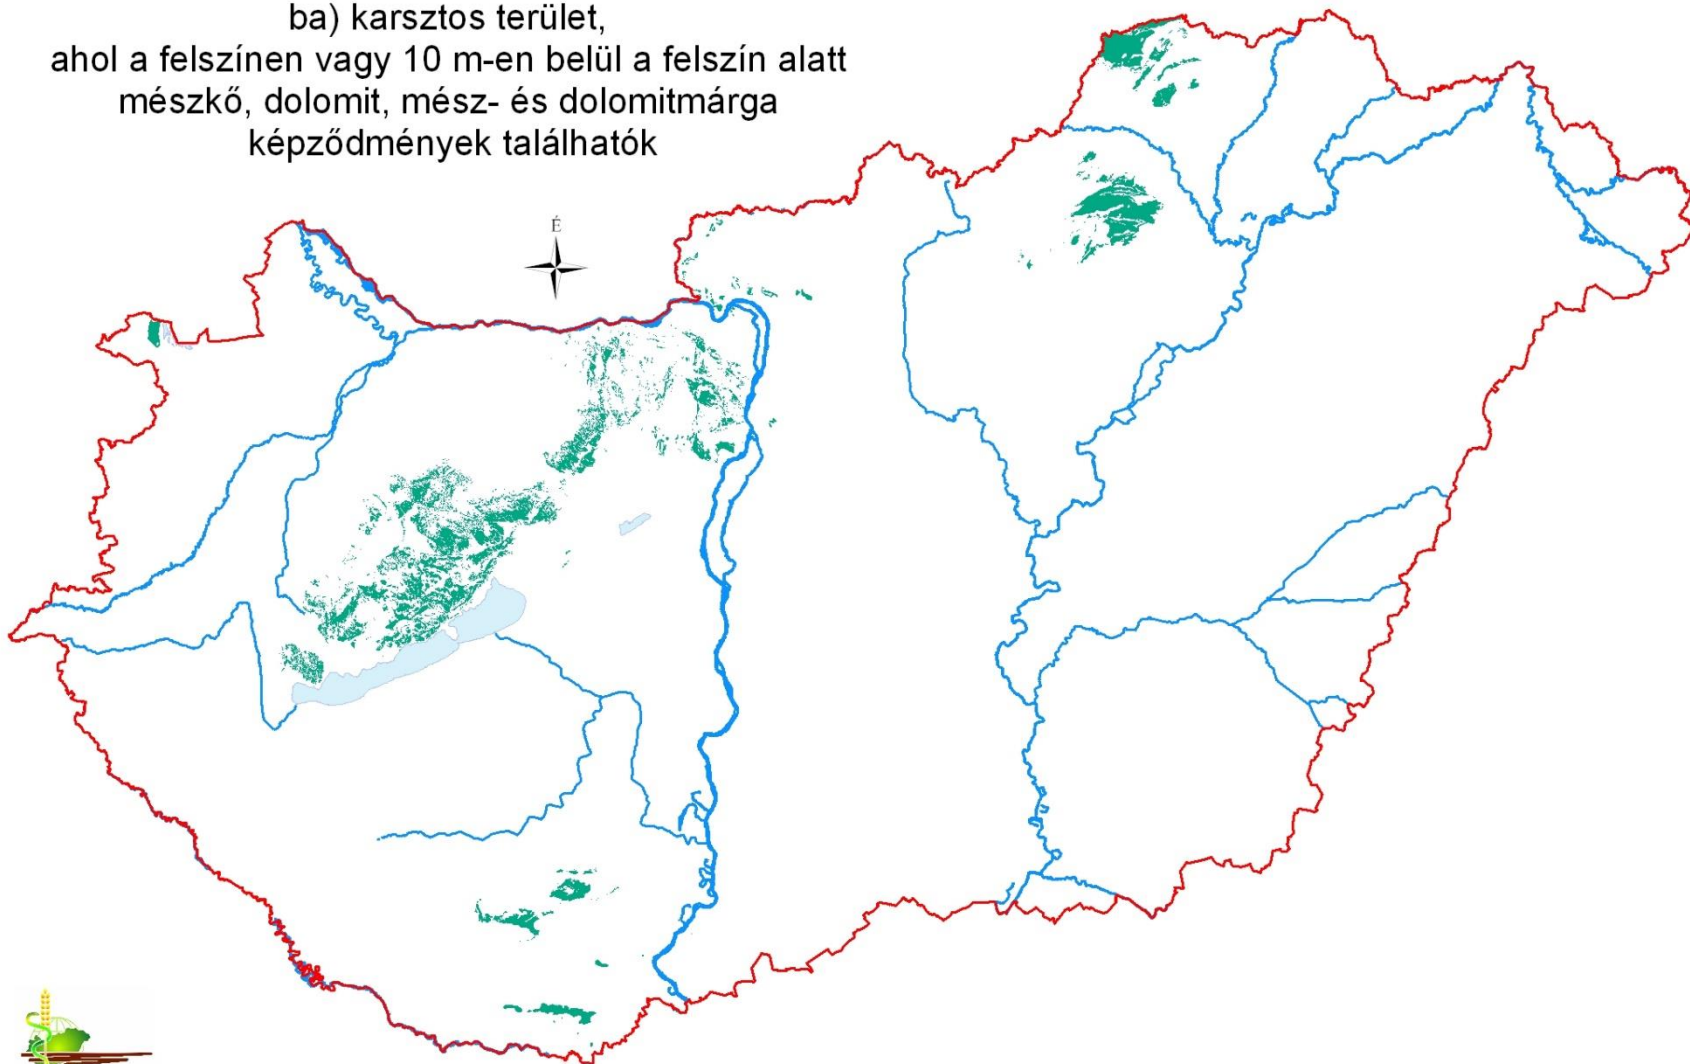 ba) karsztos terület,
ahol a felszínen vagy 10 m-en belül a felszín alatt
mészkő, dolomit, mész- és dolomitmárga
képződmények találhatók
É